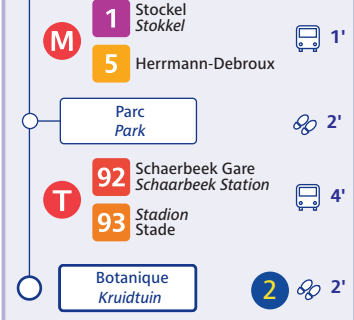 1 Stockel
Stokkel
M 1'
5 Herrmann-Debroux
Parc
Park
2'
92 Schaerbeek Gare
Schaarbeek Station
T 4'
93 Stadion
Stade
Botanique
Kruidtuin
2 2'